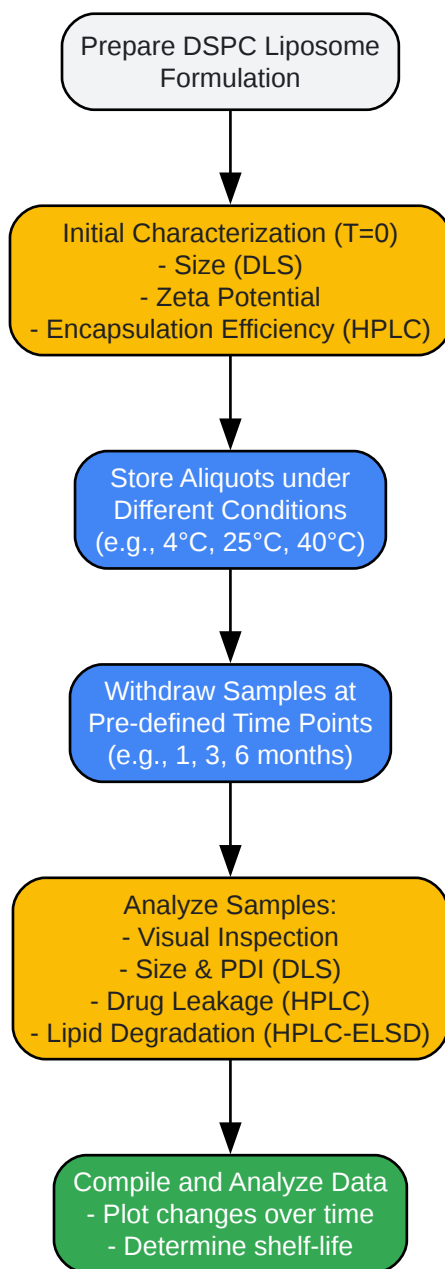 Prepare DSPC Liposome
Formulation
Initial Characterization (T=0)
- Size (DLS)
- Zeta Potential
- Encapsulation Efficiency (HPLC)
Store Aliquots under
Different Conditions
(e.g., 4°C, 25°C, 40°C)
Withdraw Samples at
Pre-defined Time Points
(e.g., 1, 3, 6 months)
Analyze Samples:
- Visual Inspection
- Size & PDI (DLS)
- Drug Leakage (HPLC)
- Lipid Degradation (HPLC-ELSD)
Compile and Analyze Data
- Plot changes over time
- Determine shelf-life